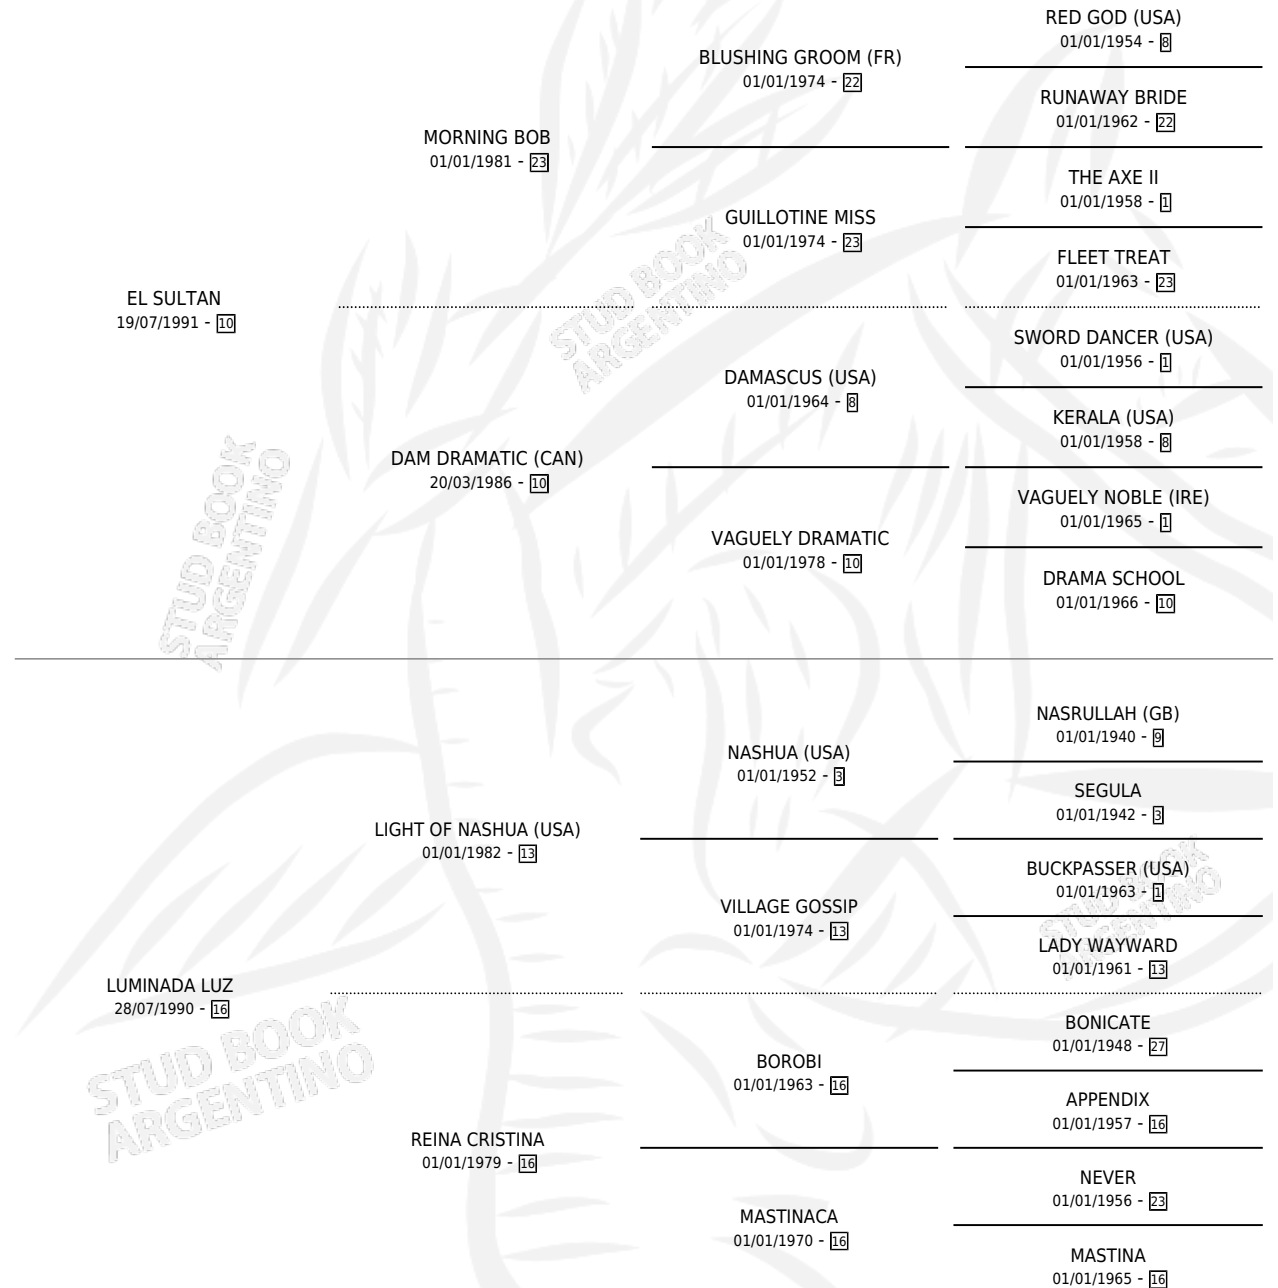 RED GOD (USA)
01/01/1954 - 8
BLUSHING GROOM (FR)
01/01/1974 - 22
RUNAWAY BRIDE
01/01/1962 - 22
MORNING BOB
01/01/1981 - 23
THE AXE II
01/01/1958 - 1
GUILLOTINE MISS
01/01/1974 - 23
FLEET TREAT
01/01/1963 - 23
EL SULTAN
19/07/1991 - 10
SWORD DANCER (USA)
01/01/1956 - 1
DAMASCUS (USA)
01/01/1964 - 8
KERALA (USA)
01/01/1958 - 8
DAM DRAMATIC (CAN)
20/03/1986 - 10
VAGUELY NOBLE (IRE)
01/01/1965 - 1
VAGUELY DRAMATIC
01/01/1978 - 10
DRAMA SCHOOL
01/01/1966 - 10
NASRULLAH (GB)
01/01/1940 - 9
NASHUA (USA)
01/01/1952 - 3
SEGULA
01/01/1942 - 3
LIGHT OF NASHUA (USA)
01/01/1982 - 13
BUCKPASSER (USA)
01/01/1963 - 1
VILLAGE GOSSIP
01/01/1974 - 13
LADY WAYWARD
01/01/1961 - 13
LUMINADA LUZ
28/07/1990 - 16
BONICATE
01/01/1948 - 27
BOROBI
01/01/1963 - 16
APPENDIX
01/01/1957 - 16
REINA CRISTINA
01/01/1979 - 16
NEVER
01/01/1956 - 23
MASTINACA
01/01/1970 - 16
MASTINA
01/01/1965 - 16
STUD BOOK
ARGENTINO
STUD BOOK
ARGENTINO
STUD BOOK
ARGENTINO
STUD BOOK
ARGENTINO